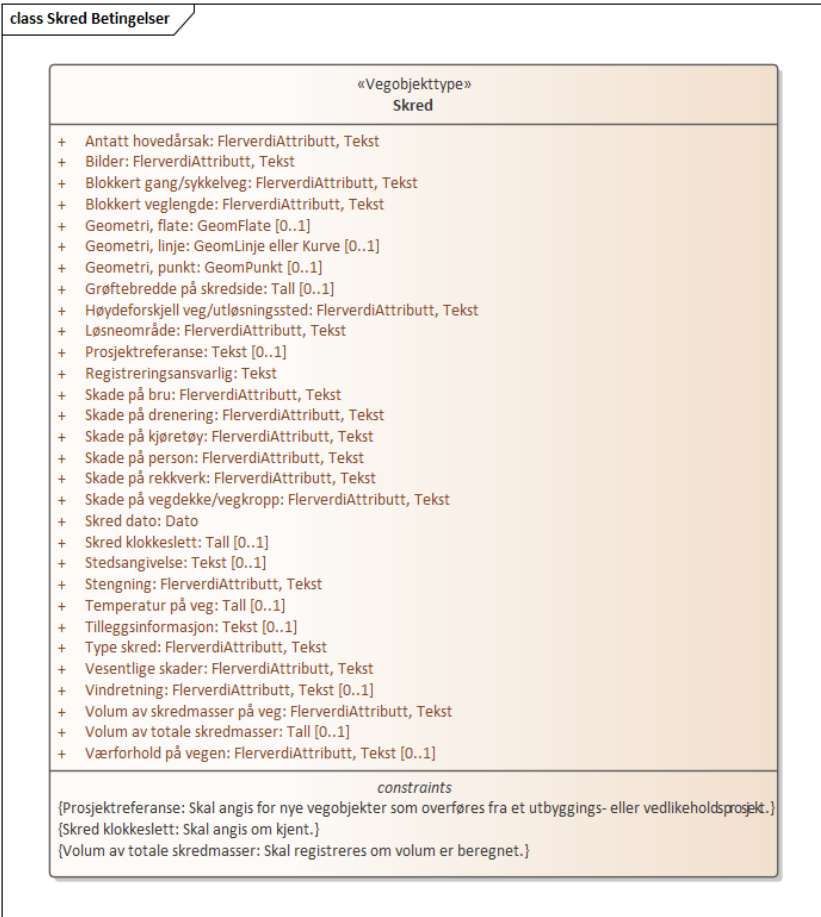 class Skred Betingelser
«Vegobjekttype»
Skred
+ Antatt hovedårsak: FlerverdiAttributt, Tekst
+ Bilder: FlerverdiAttributt, Tekst
+ Blokkert gang/sykkelveg: FlerverdiAttributt, Tekst
+ Blokkert veglengde: FlerverdiAttributt, Tekst
+ Geometri, flate: GeomFlate [0..1]
+ Geometri, linje: GeomLinje eller Kurve [0..1]
+ Geometri, punkt: GeomPunkt [0..1]
+ Grøftebredde på skredside: Tall [0..1]
+ Høydeforskjell veg/utløsningssted: FlerverdiAttributt, Tekst
+ Løsneområde: FlerverdiAttributt, Tekst
+ Prosjektreferanse: Tekst [0..1]
+ Registreringsansvarlig: Tekst
+ Skade på bru: FlerverdiAttributt, Tekst
+ Skade på drenering: FlerverdiAttributt, Tekst
+ Skade på kjøretøy: FlerverdiAttributt, Tekst
+ Skade på person: FlerverdiAttributt, Tekst
+ Skade på rekkverk: FlerverdiAttributt, Tekst
+ Skade på vegdekke/vegkropp: FlerverdiAttributt, Tekst
+ Skred dato: Dato
+ Skred klokkeslett: Tall [0..1]
+ Stedsangivelse: Tekst [0..1]
+ Stengning: FlerverdiAttributt, Tekst
+ Temperatur på veg: Tall [0..1]
+ Tilleggsinformasjon: Tekst [0..1]
+ Type skred: FlerverdiAttributt, Tekst
+ Vesentlige skader: FlerverdiAttributt, Tekst
+ Vindretning: FlerverdiAttributt, Tekst [0..1]
+ Volum av skredmasser på veg: FlerverdiAttributt, Tekst
+ Volum av totale skredmasser: Tall [0..1]
+ Værforhold på vegen: FlerverdiAttributt, Tekst [0..1]
constraints
{Prosjektreferanse: Skal angis for nye vegobjekter som overføres fra et utbyggings- eller vedlikeholdsprosjekt.}
{Skred klokkeslett: Skal angis om kjent.}
{Volum av totale skredmasser: Skal registreres om volum er beregnet.}